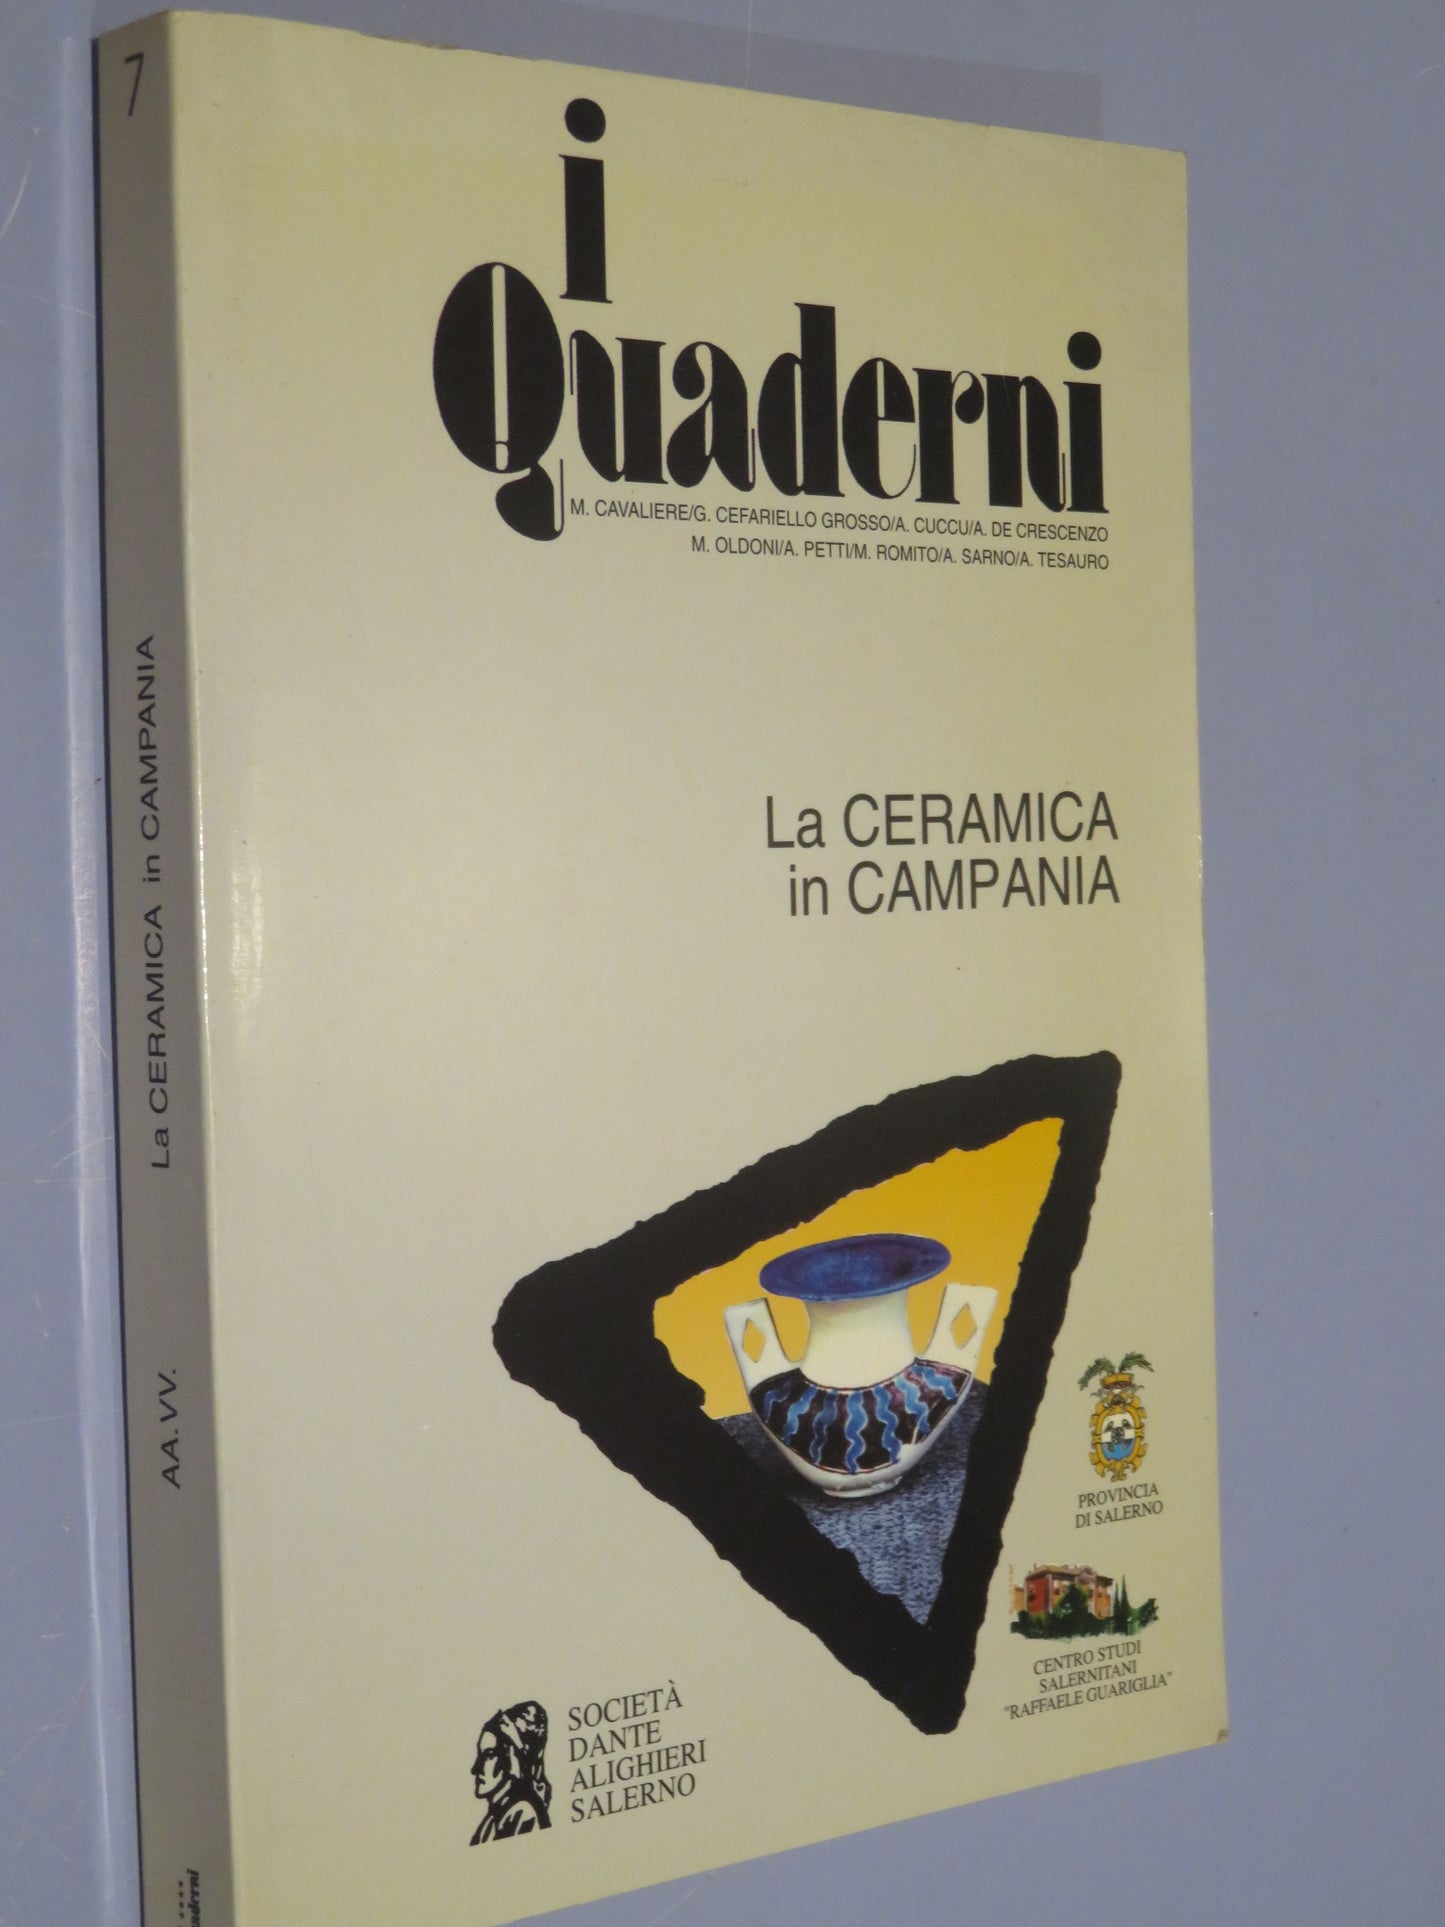 i
Quaderni
M. CAVALIERE/G. CEFARIELLO GROSSO/A. CUCCU/A. DE CRESCENZO
M. OLDONI/A. PETTI/M. ROMITO/A. SARNO/A. TESAURO
La CERAMICA
in CAMPANIA
PROVINCIA
DI SALERNO
CENTRO STUDI
SALERNITANI
"RAFFAELE GUARIGLIA"
SOCIETÀ
DANTE
ALIGHIERI
SALERNO
7
La CERAMICA in CAMPANIA
AA.VV.